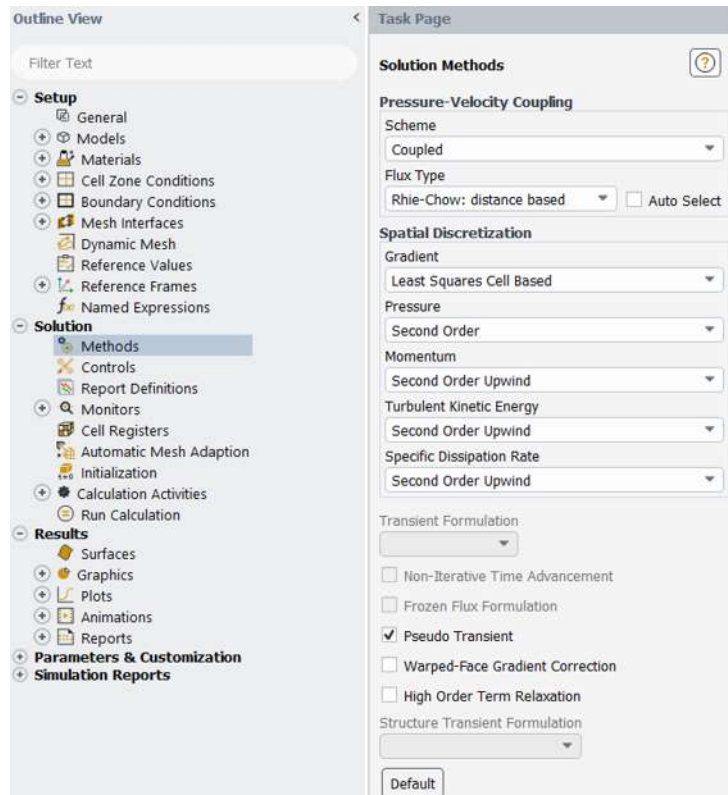 Outline View
Filter Text
Setup
General
Models
Materials
Cell Zone Conditions
Boundary Conditions
Mesh Interfaces
Dynamic Mesh
Reference Values
Reference Frames
Named Expressions
Solution
Methods
Controls
Report Definitions
Monitors
Cell Registers
Automatic Mesh Adaption
Initialization
Calculation Activities
Run Calculation
Results
Surfaces
Graphics
Plots
Animations
Reports
Parameters & Customization
Simulation Reports
Task Page
Solution Methods
Pressure-Velocity Coupling
Scheme
Coupled
Flux Type
Rhie-Chow: distance based Auto Select
Spatial Discretization
Gradient
Least Squares Cell Based
Pressure
Second Order
Momentum
Second Order Upwind
Turbulent Kinetic Energy
Second Order Upwind
Specific Dissipation Rate
Second Order Upwind
Transient Formulation
Non-Iterative Time Advancement
Frozen Flux Formulation
Pseudo Transient
Warped-Face Gradient Correction
High Order Term Relaxation
Structure Transient Formulation
Default